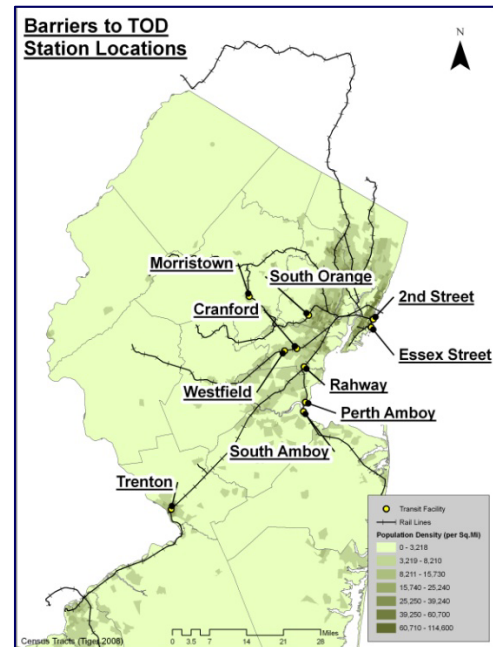 Barriers to TOD
Station Locations
N
Morristown
South Orange
Cranford
2nd Street
Essex Street
Westfield
Rahway
Perth Amboy
South Amboy
Trenton
Transit Facility
Rail Lines
Population Density (per Sq.Mi)
0 - 3,218
3,219 - 8,210
8,211 - 15,730
15,740 - 25,240
25,250 - 39,240
39,250 - 60,700
60,710 - 114,600
Census Tracts (Tiger,2008)
0 3.5 7 14 21 28
Miles